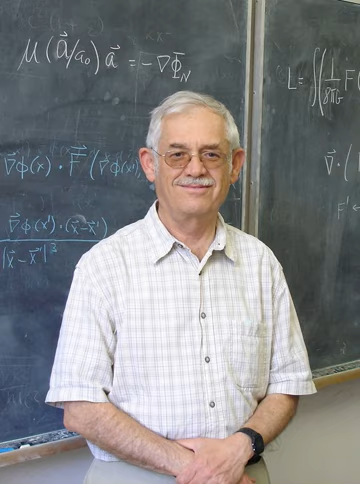 μ(|a⃗|/a₀)a⃗ = -∇Φ_N
∇⃗φ(x) · F⃗(∇⃗φ(x)
∇⃗φ(x') · (x⃗-x⃗')
|x⃗-x⃗'|³
L = ∫(1/8πG F(
∇⃗ · (
F' ←